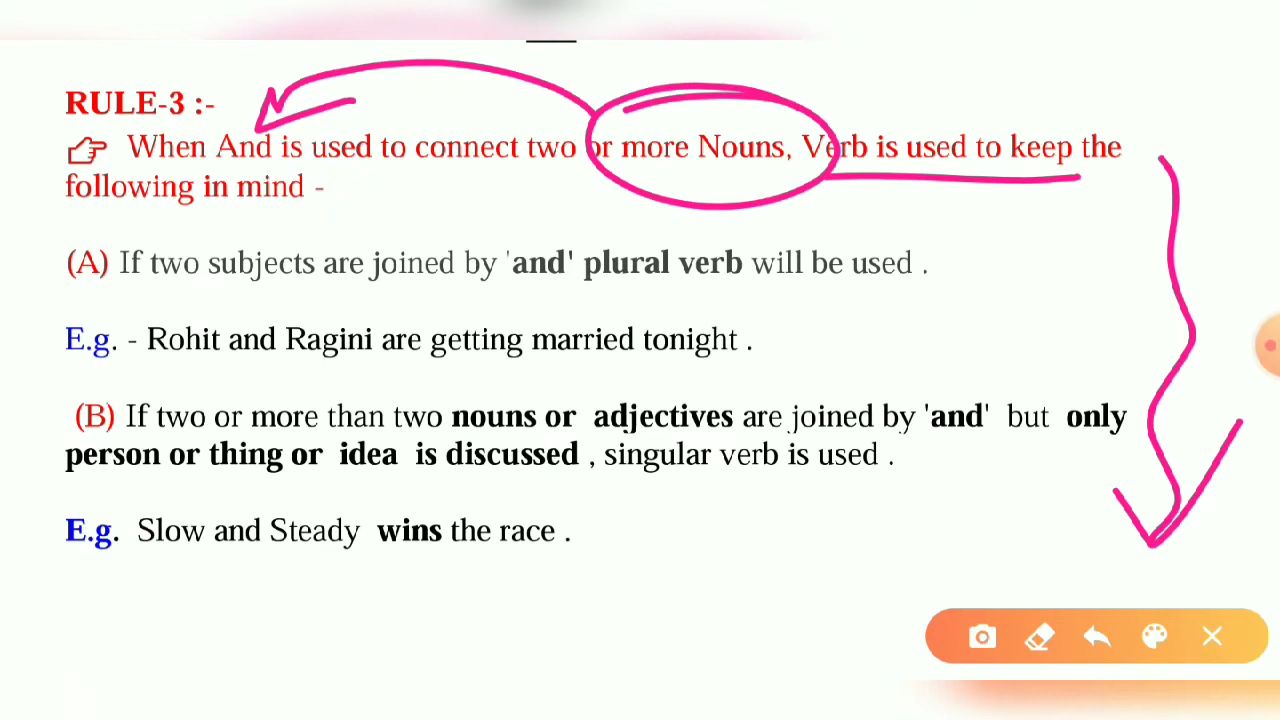 RULE-3 :-
When And is used to connect two or more Nouns, Verb is used to keep the
following in mind -
(A) If two subjects are joined by 'and' plural verb will be used .
E.g. - Rohit and Ragini are getting married tonight .
(B) If two or more than two nouns or adjectives are joined by 'and' but only
person or thing or idea is discussed , singular verb is used .
E.g. Slow and Steady wins the race .